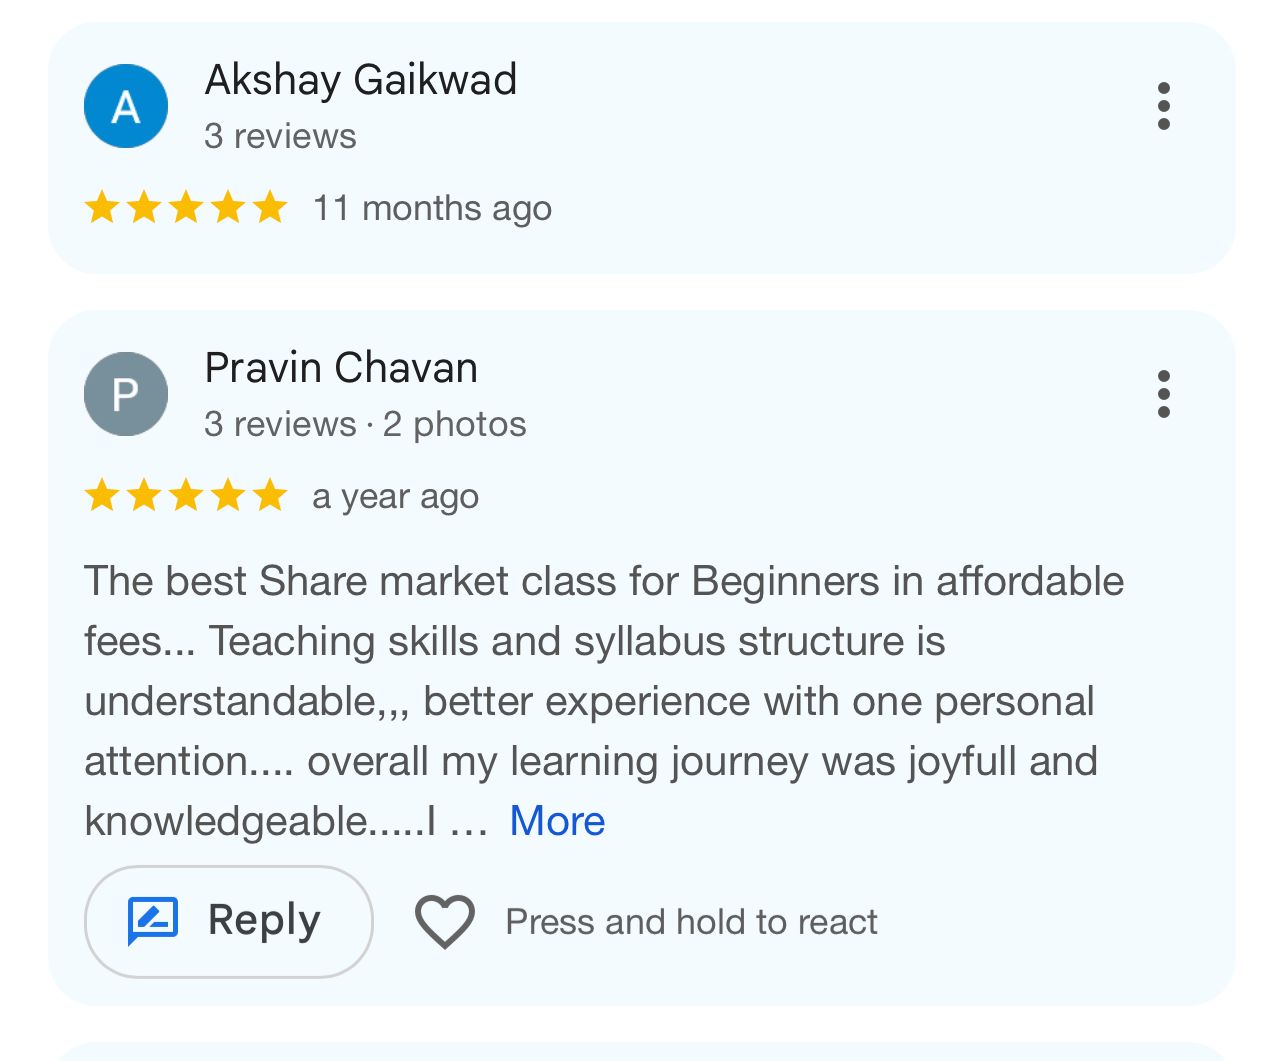 A
Akshay Gaikwad
3 reviews
11 months ago
P
Pravin Chavan
3 reviews · 2 photos
a year ago
The best Share market class for Beginners in affordable
fees... Teaching skills and syllabus structure is
understandable,,, better experience with one personal
attention.... overall my learning journey was joyfull and
knowledgeable.....I … More
Reply
Press and hold to react